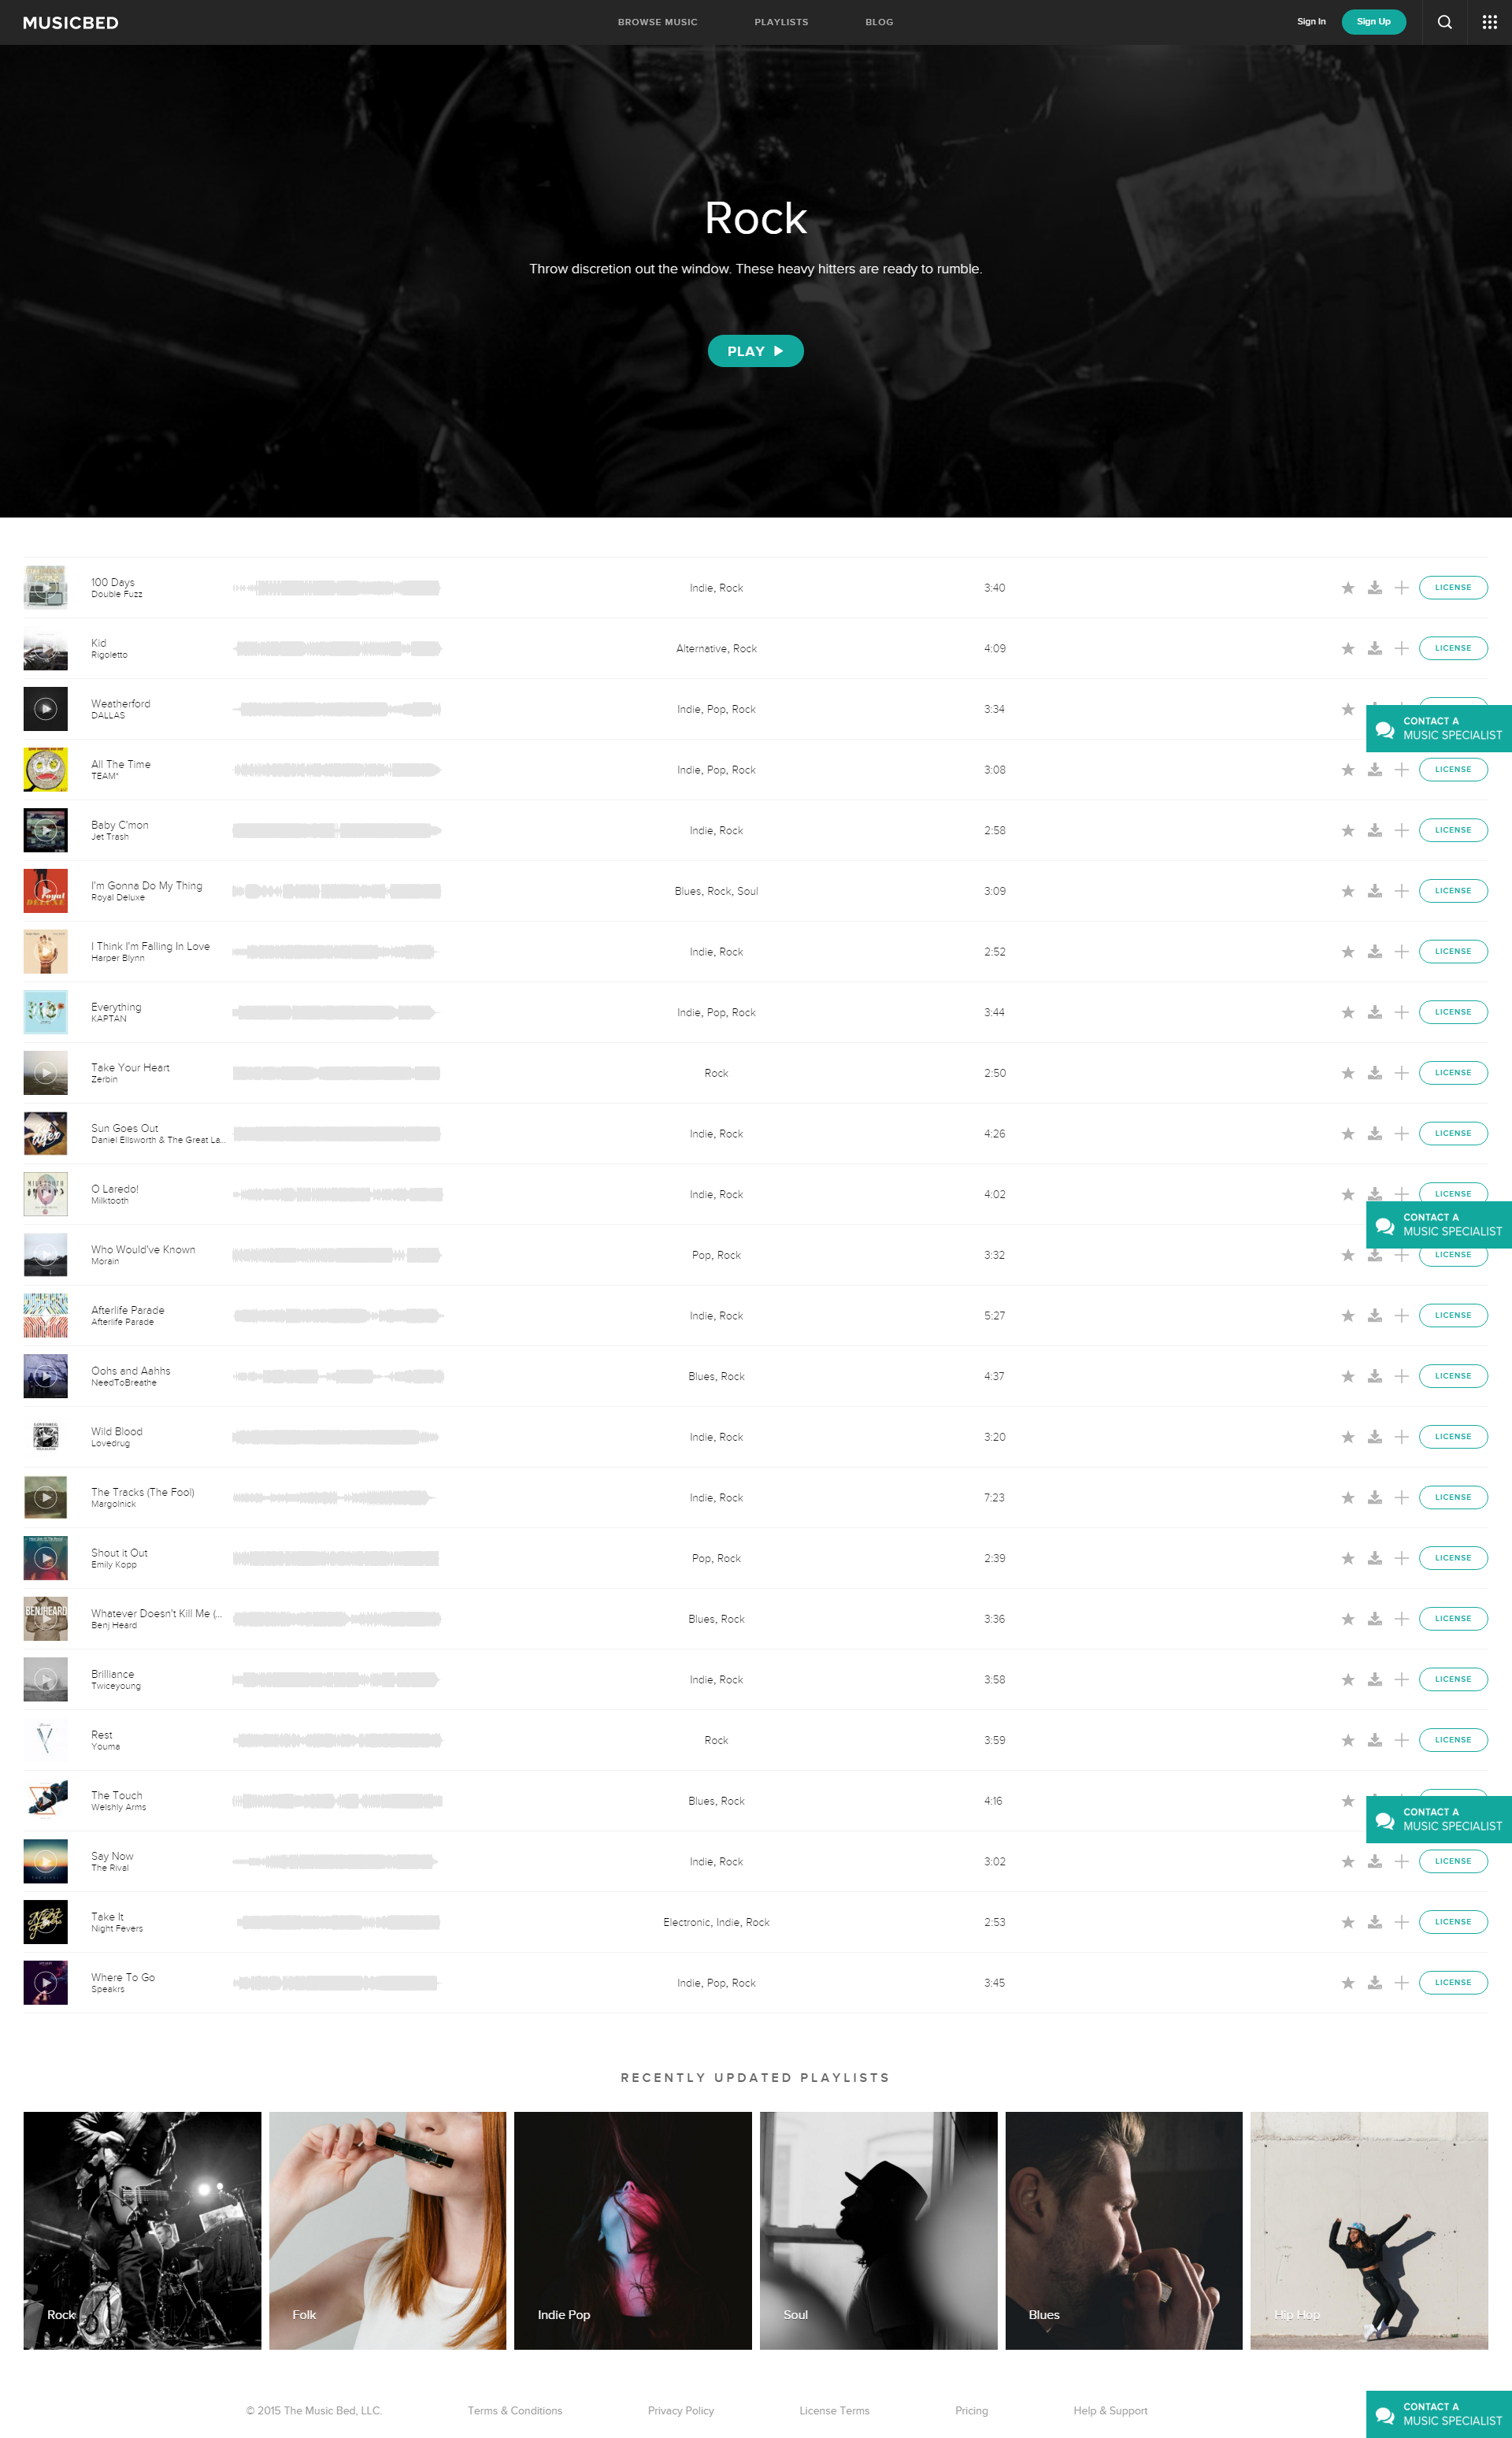 MUSICBED BROWSE MUSIC PLAYLISTS BLOG Sign In Sign Up
Rock
Throw discretion out the window. These heavy hitters are ready to rumble.
PLAY
100 Days
Double Fuzz
Indie, Rock 3:40 LICENSE
Kid
Rigoletto
Alternative, Rock 4:09 LICENSE
Weatherford
DALLAS
Indie, Pop, Rock 3:34
CONTACT A
MUSIC SPECIALIST
All The Time
TEAM*
Indie, Pop, Rock 3:08 LICENSE
Baby C'mon
Jet Trash
Indie, Rock 2:58 LICENSE
I'm Gonna Do My Thing
Royal Deluxe
Blues, Rock, Soul 3:09 LICENSE
I Think I'm Falling In Love
Harper Blynn
Indie, Rock 2:52 LICENSE
Everything
KAPTAN
Indie, Pop, Rock 3:44 LICENSE
Take Your Heart
Zerbin
Rock 2:50 LICENSE
Sun Goes Out
Daniel Ellsworth & The Great La...
Indie, Rock 4:26 LICENSE
O Laredo!
Milktooth
Indie, Rock 4:02 LICENSE
CONTACT A
MUSIC SPECIALIST
Who Would've Known
Morain
Pop, Rock 3:32 LICENSE
Afterlife Parade
Afterlife Parade
Indie, Rock 5:27 LICENSE
Oohs and Aahhs
NeedToBreathe
Blues, Rock 4:37 LICENSE
Wild Blood
Lovedrug
Indie, Rock 3:20 LICENSE
The Tracks (The Fool)
Margolnick
Indie, Rock 7:23 LICENSE
Shout it Out
Emily Kopp
Pop, Rock 2:39 LICENSE
BENJ HEARD
Whatever Doesn't Kill Me (...
Benj Heard
Blues, Rock 3:36 LICENSE
Brilliance
Twiceyoung
Indie, Rock 3:58 LICENSE
Rest
Youma
Rock 3:59 LICENSE
The Touch
Welshly Arms
Blues, Rock 4:16
CONTACT A
MUSIC SPECIALIST
Say Now
The Rival
Indie, Rock 3:02 LICENSE
Take It
Night Fevers
Electronic, Indie, Rock 2:53 LICENSE
Where To Go
Speakrs
Indie, Pop, Rock 3:45 LICENSE
RECENTLY UPDATED PLAYLISTS
Rock Folk Indie Pop Soul Blues Hip Hop
© 2015 The Music Bed, LLC. Terms & Conditions Privacy Policy License Terms Pricing Help & Support
CONTACT A
MUSIC SPECIALIST